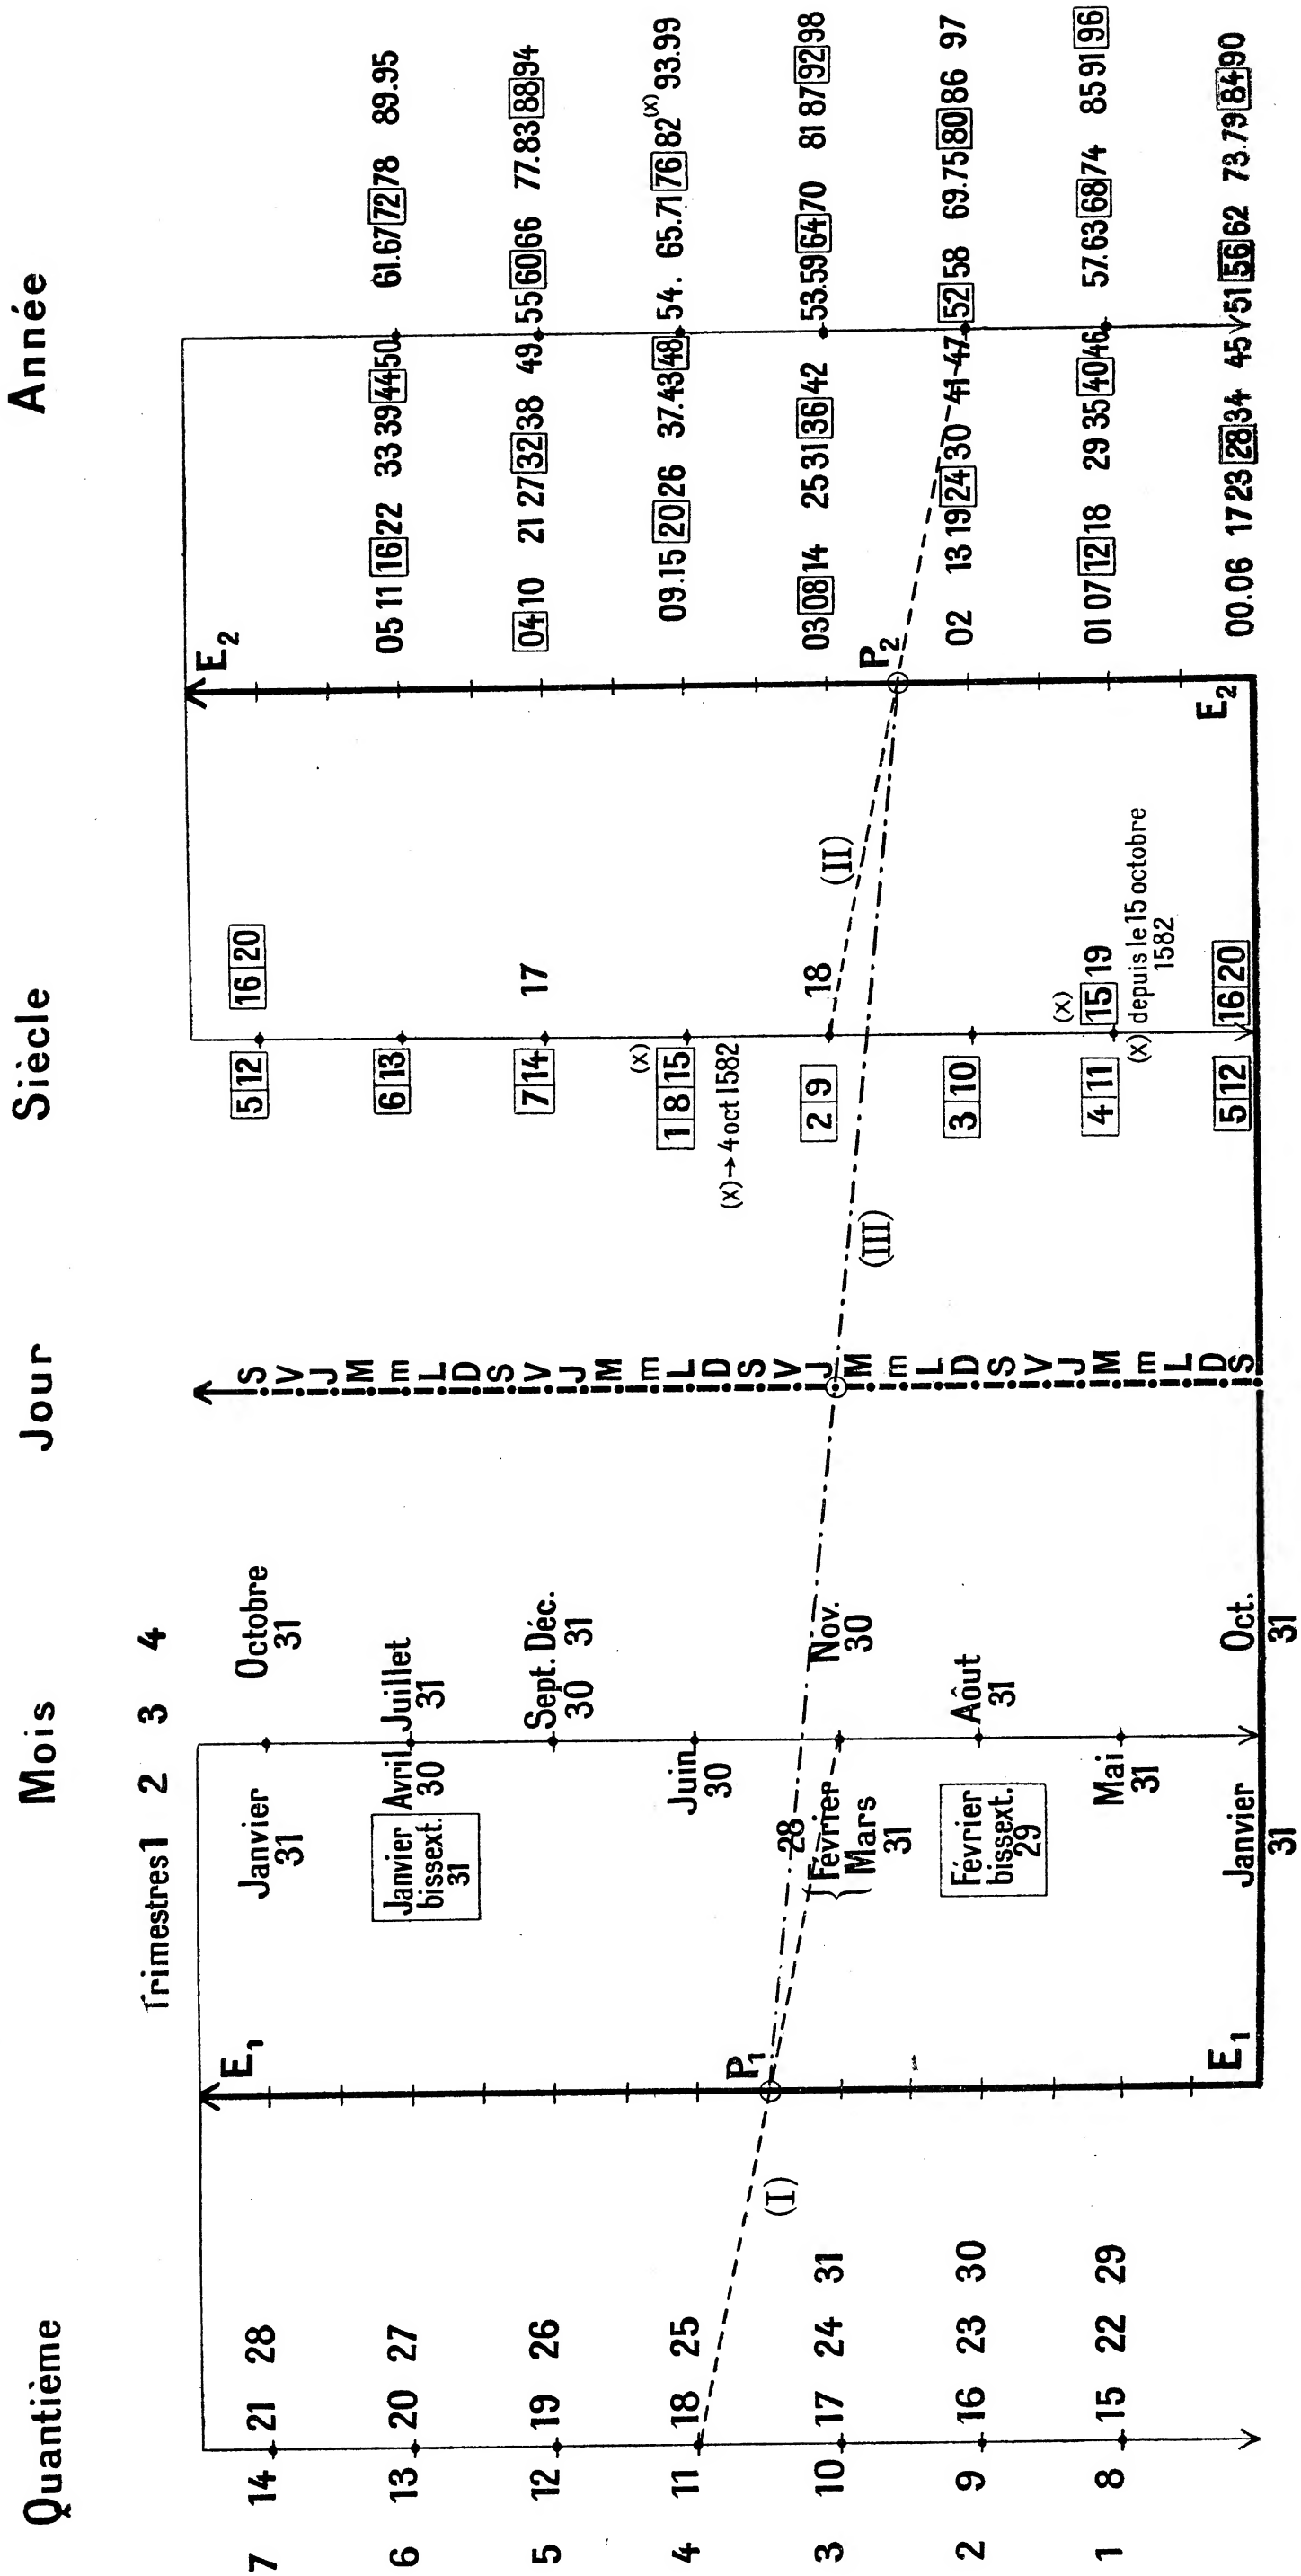 Quantième
7 14 21 28
6 13 20 27
5 12 19 26
4 11 18 25
3 10 17 24 31
2 9 16 23 30
1 8 15 22 29
(I)
E1
P1
E1
Mois
Trimestres 1 2 3 4
Janvier
31
Octobre
31
Janvier
bissext.
31
Avril
30
Juillet
31
Sept.
30
Déc.
31
Juin
30
28
Février
Mars
31
Nov.
30
Février
bissext.
29
Aôut
31
Mai
31
Janvier
31
Oct.
31
Jour
S
V
J
M
m
L
D
S
V
J
M
m
L
D
S
V
J
M
m
L
D
S
V
J
M
m
L
D
S
(III)
Siècle
5 12 16 20
6 13
7 14 17
1 8 15 (x)
(x)→4 oct 1582
2 9 18
3 10
4 11 (x) 15 19
(x) depuis le 15 octobre
1582
5 12 16 20
(II)
E2
P2
E2
Année
05 11 16 22 33 39 44 50 61.67 72 78 89.95
04 10 21 27 32 38 49 55 60 66 77.83 88 94
09.15 20 26 37.43 48 54. 65.71 76 82(x) 93.99
03 08 14 25 31 36 42 53.59 64 70 81 87 92 98
02 13 19 24 30 41 47 52 58 69.75 80 86 97
01 07 12 18 29 35 40 46 57.63 68 74 85 91 96
00.06 17 23 28 34 45 51 56 62 73.79 84 90